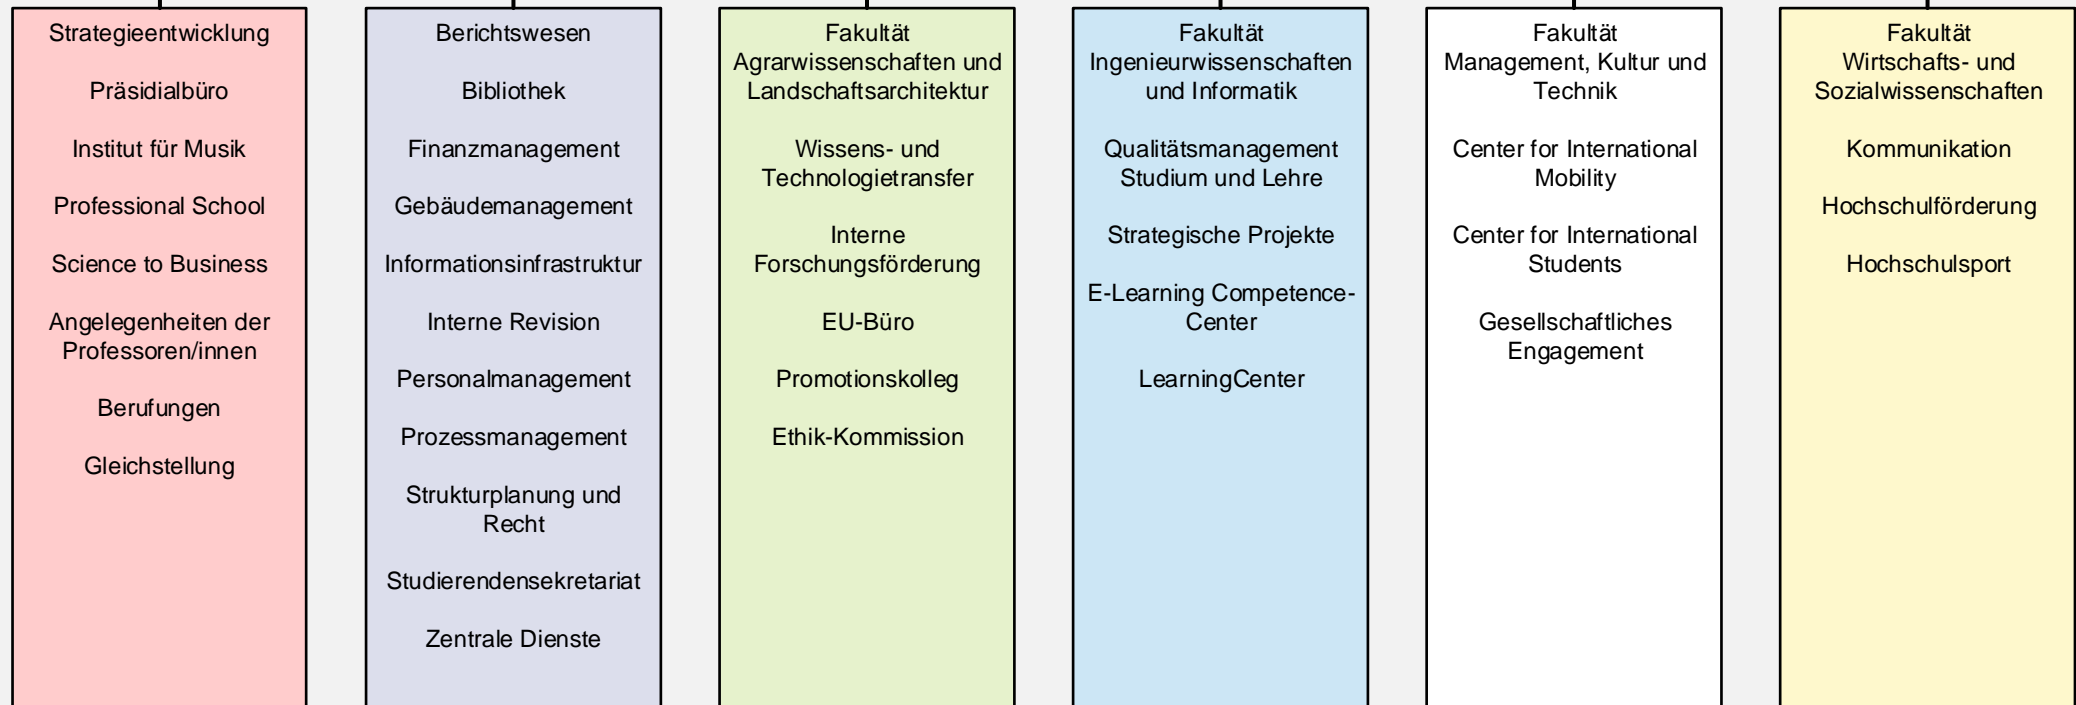 Strategieentwicklung
Präsidialbüro
Institut für Musik
Professional School
Science to Business
Angelegenheiten der
Professoren/innen
Berufungen
Gleichstellung
Berichtswesen
Bibliothek
Finanzmanagement
Gebäudemanagement
Informationsinfrastruktur
Interne Revision
Personalmanagement
Prozessmanagement
Strukturplanung und
Recht
Studierendensekretariat
Zentrale Dienste
Fakultät
Agrarwissenschaften und
Landschaftsarchitektur
Wissens- und
Technologietransfer
Interne
Forschungsförderung
EU-Büro
Promotionskolleg
Ethik-Kommission
Fakultät
Ingenieurwissenschaften
und Informatik
Qualitätsmanagement
Studium und Lehre
Strategische Projekte
E-Learning Competence-
Center
LearningCenter
Fakultät
Management, Kultur und
Technik
Center for International
Mobility
Center for International
Students
Gesellschaftliches
Engagement
Fakultät
Wirtschafts- und
Sozialwissenschaften
Kommunikation
Hochschulförderung
Hochschulsport